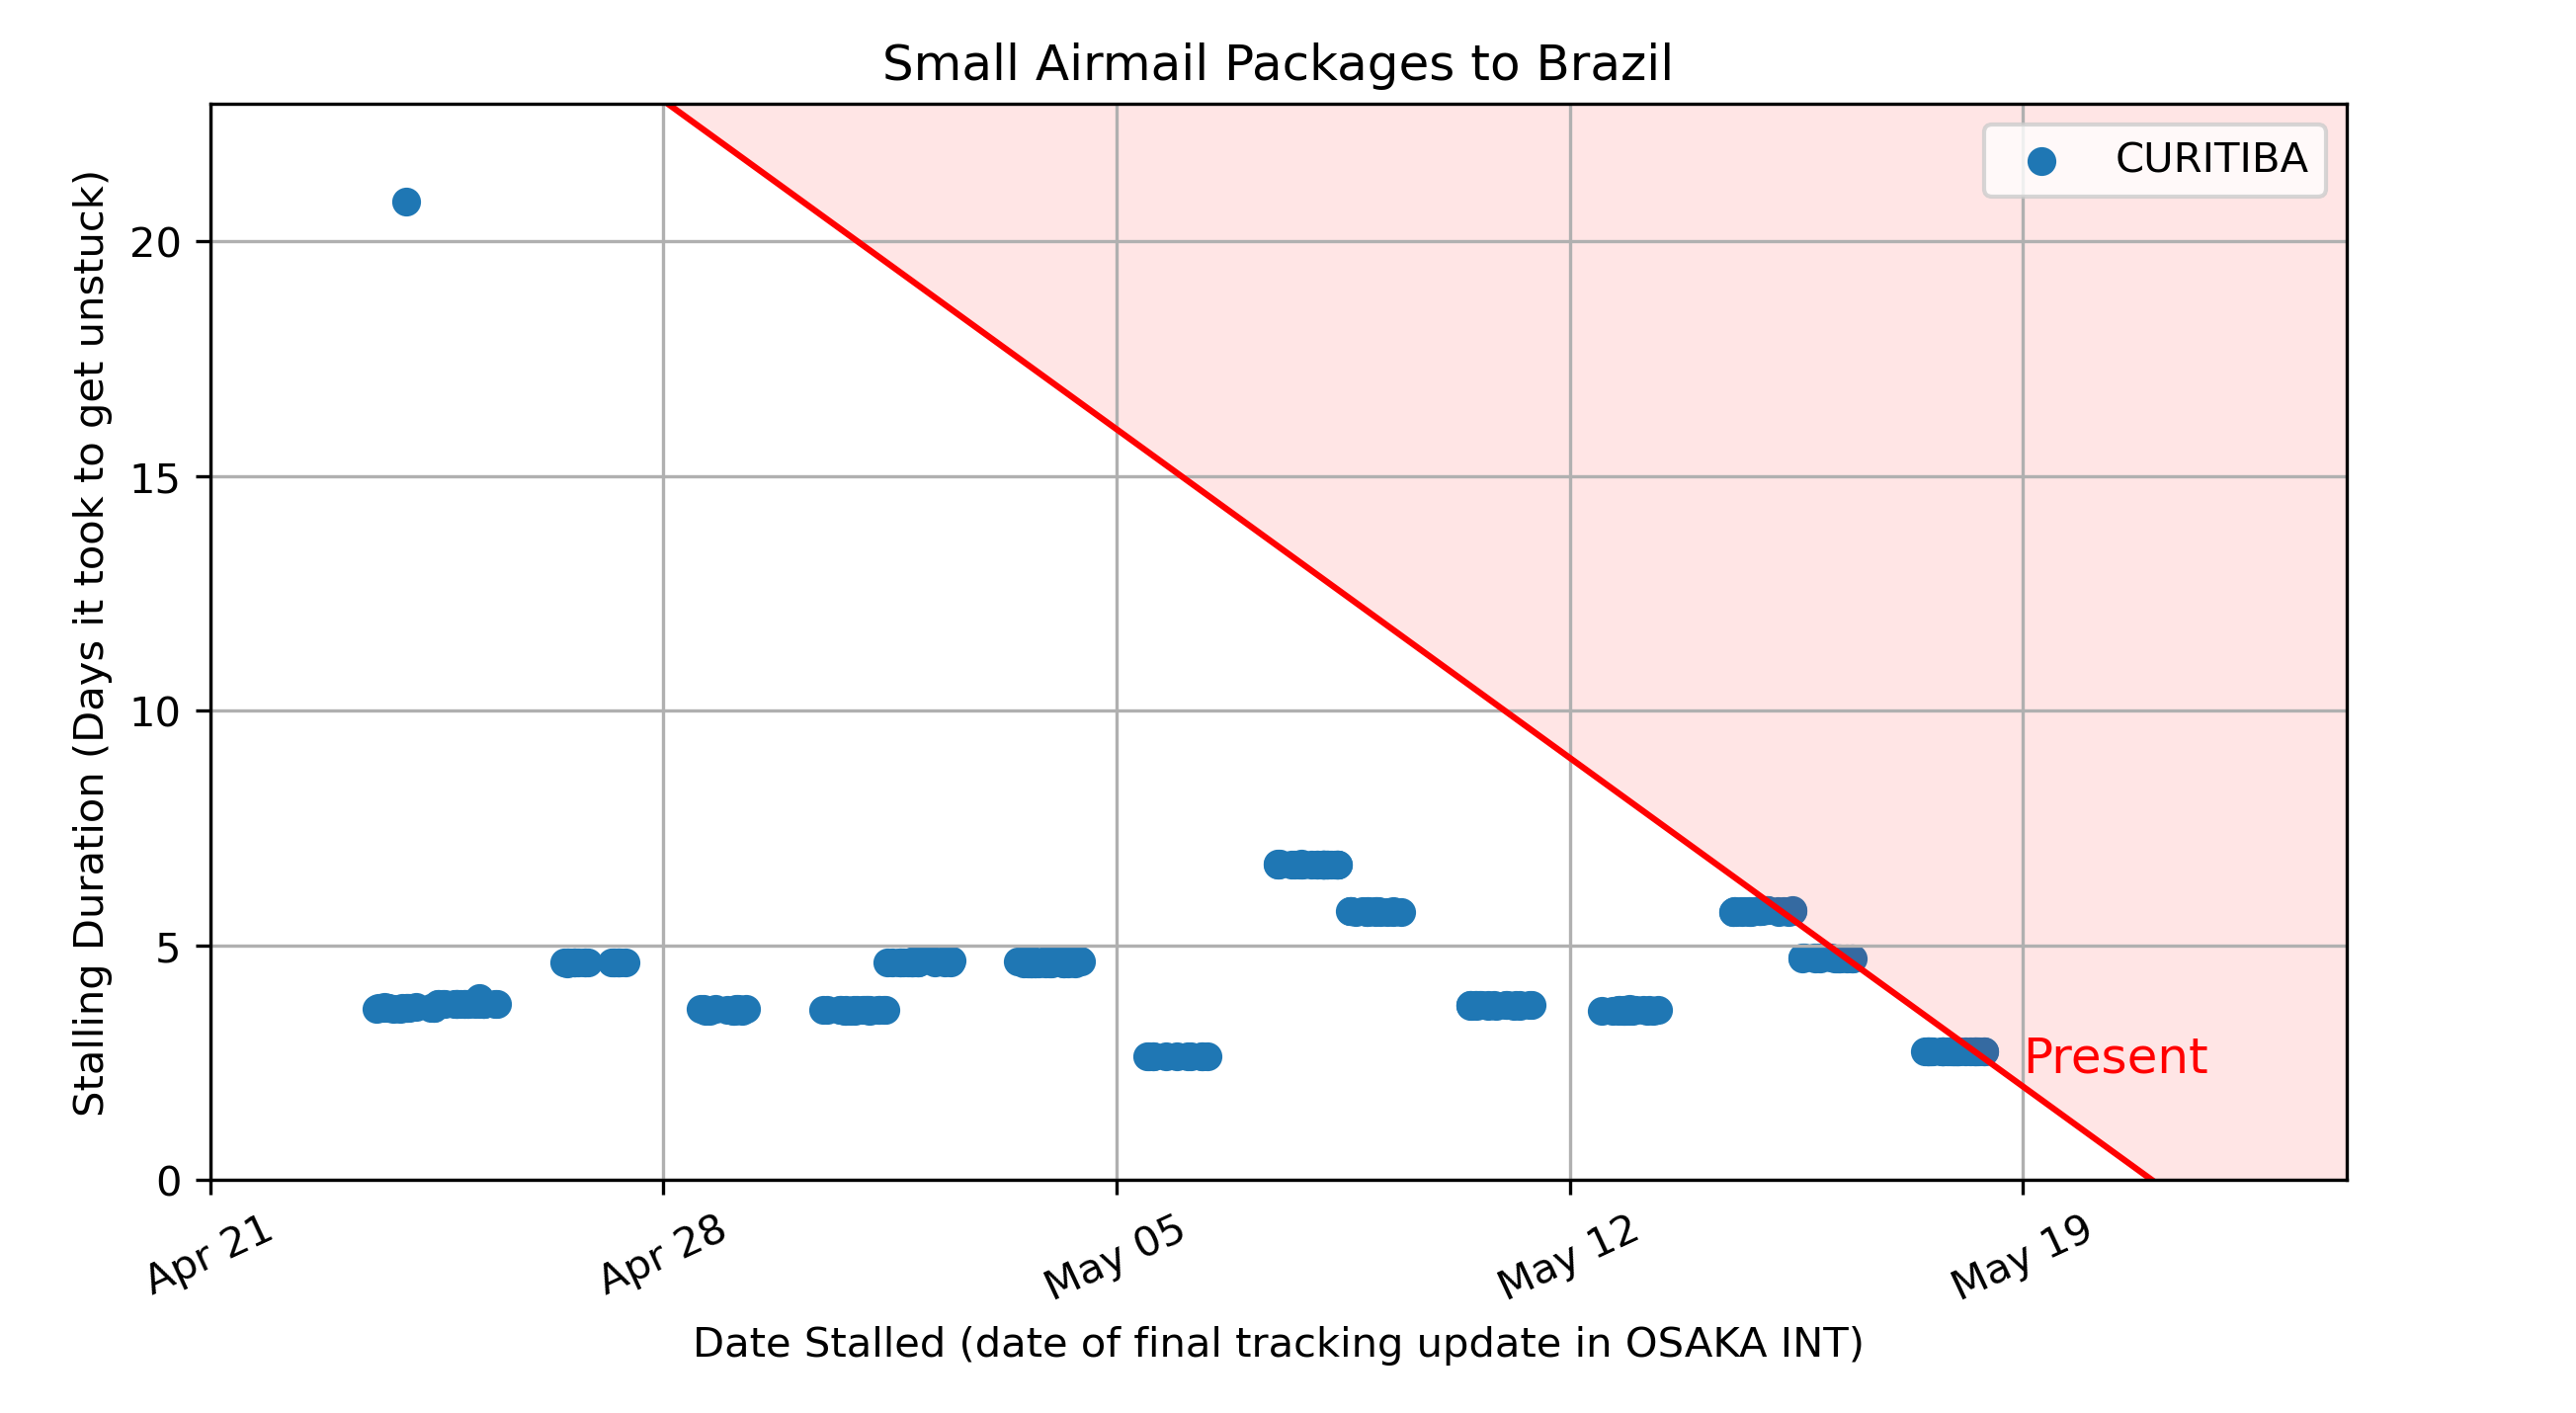 Small Airmail Packages to Brazil
CURITIBA
Stalling Duration (Days it took to get unstuck)
20
15
10
5
0
Present
Apr 21
Apr 28
May 05
May 12
May 19
Date Stalled (date of final tracking update in OSAKA INT)